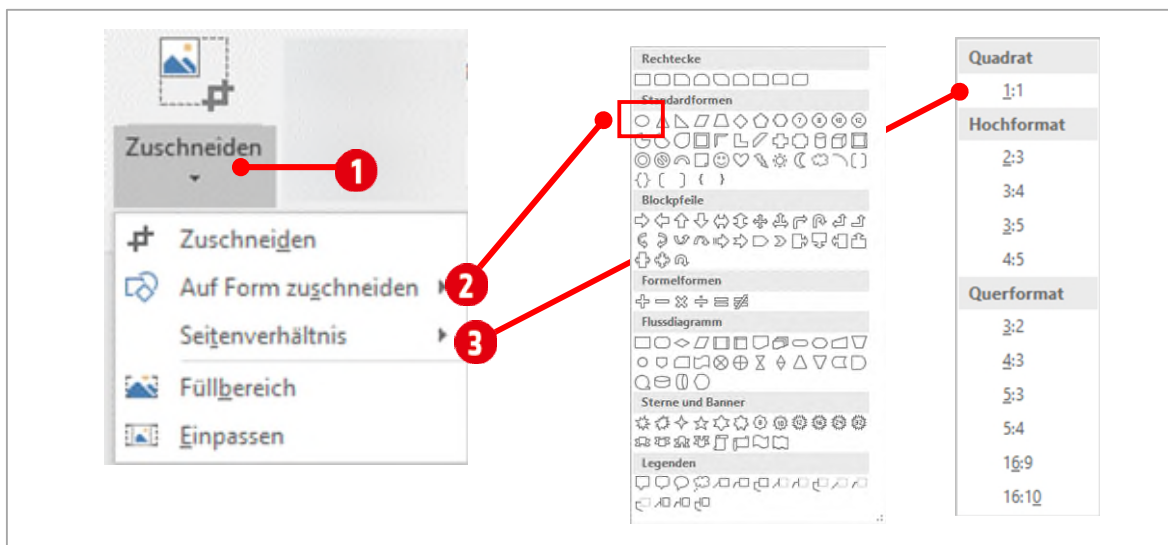 Zuschneiden
1
Zuschneiden
Auf Form zuschneiden
2
Seitenverhältnis
3
Füllbereich
Einpassen
Rechtecke
Standardformen
Blockpfeile
Formelformen
Flussdiagramm
Sterne und Banner
Legenden
Quadrat
1:1
Hochformat
2:3
3:4
3:5
4:5
Querformat
3:2
4:3
5:3
5:4
16:9
16:10